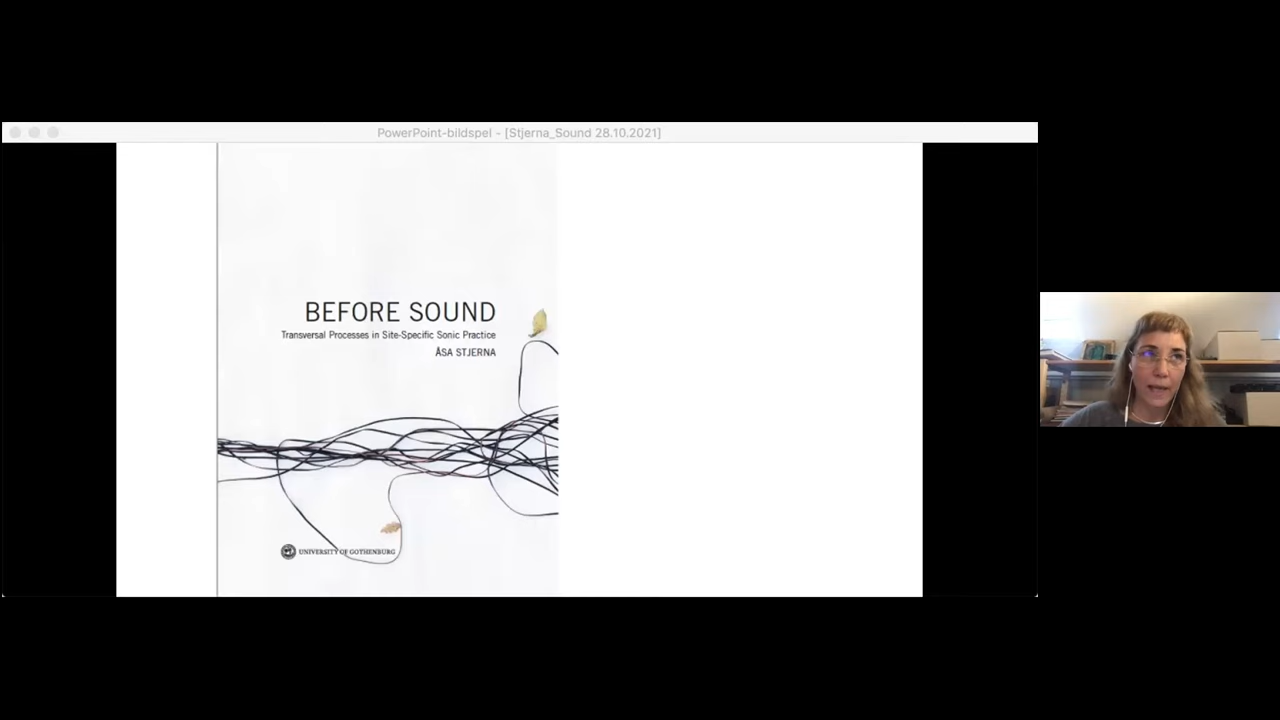 PowerPoint-bildspel - [Stjerna_Sound 28.10.2021]
BEFORE SOUND
Transversal Processes in Site-Specific Sonic Practice
ÅSA STJERNA
UNIVERSITY OF GOTHENBURG